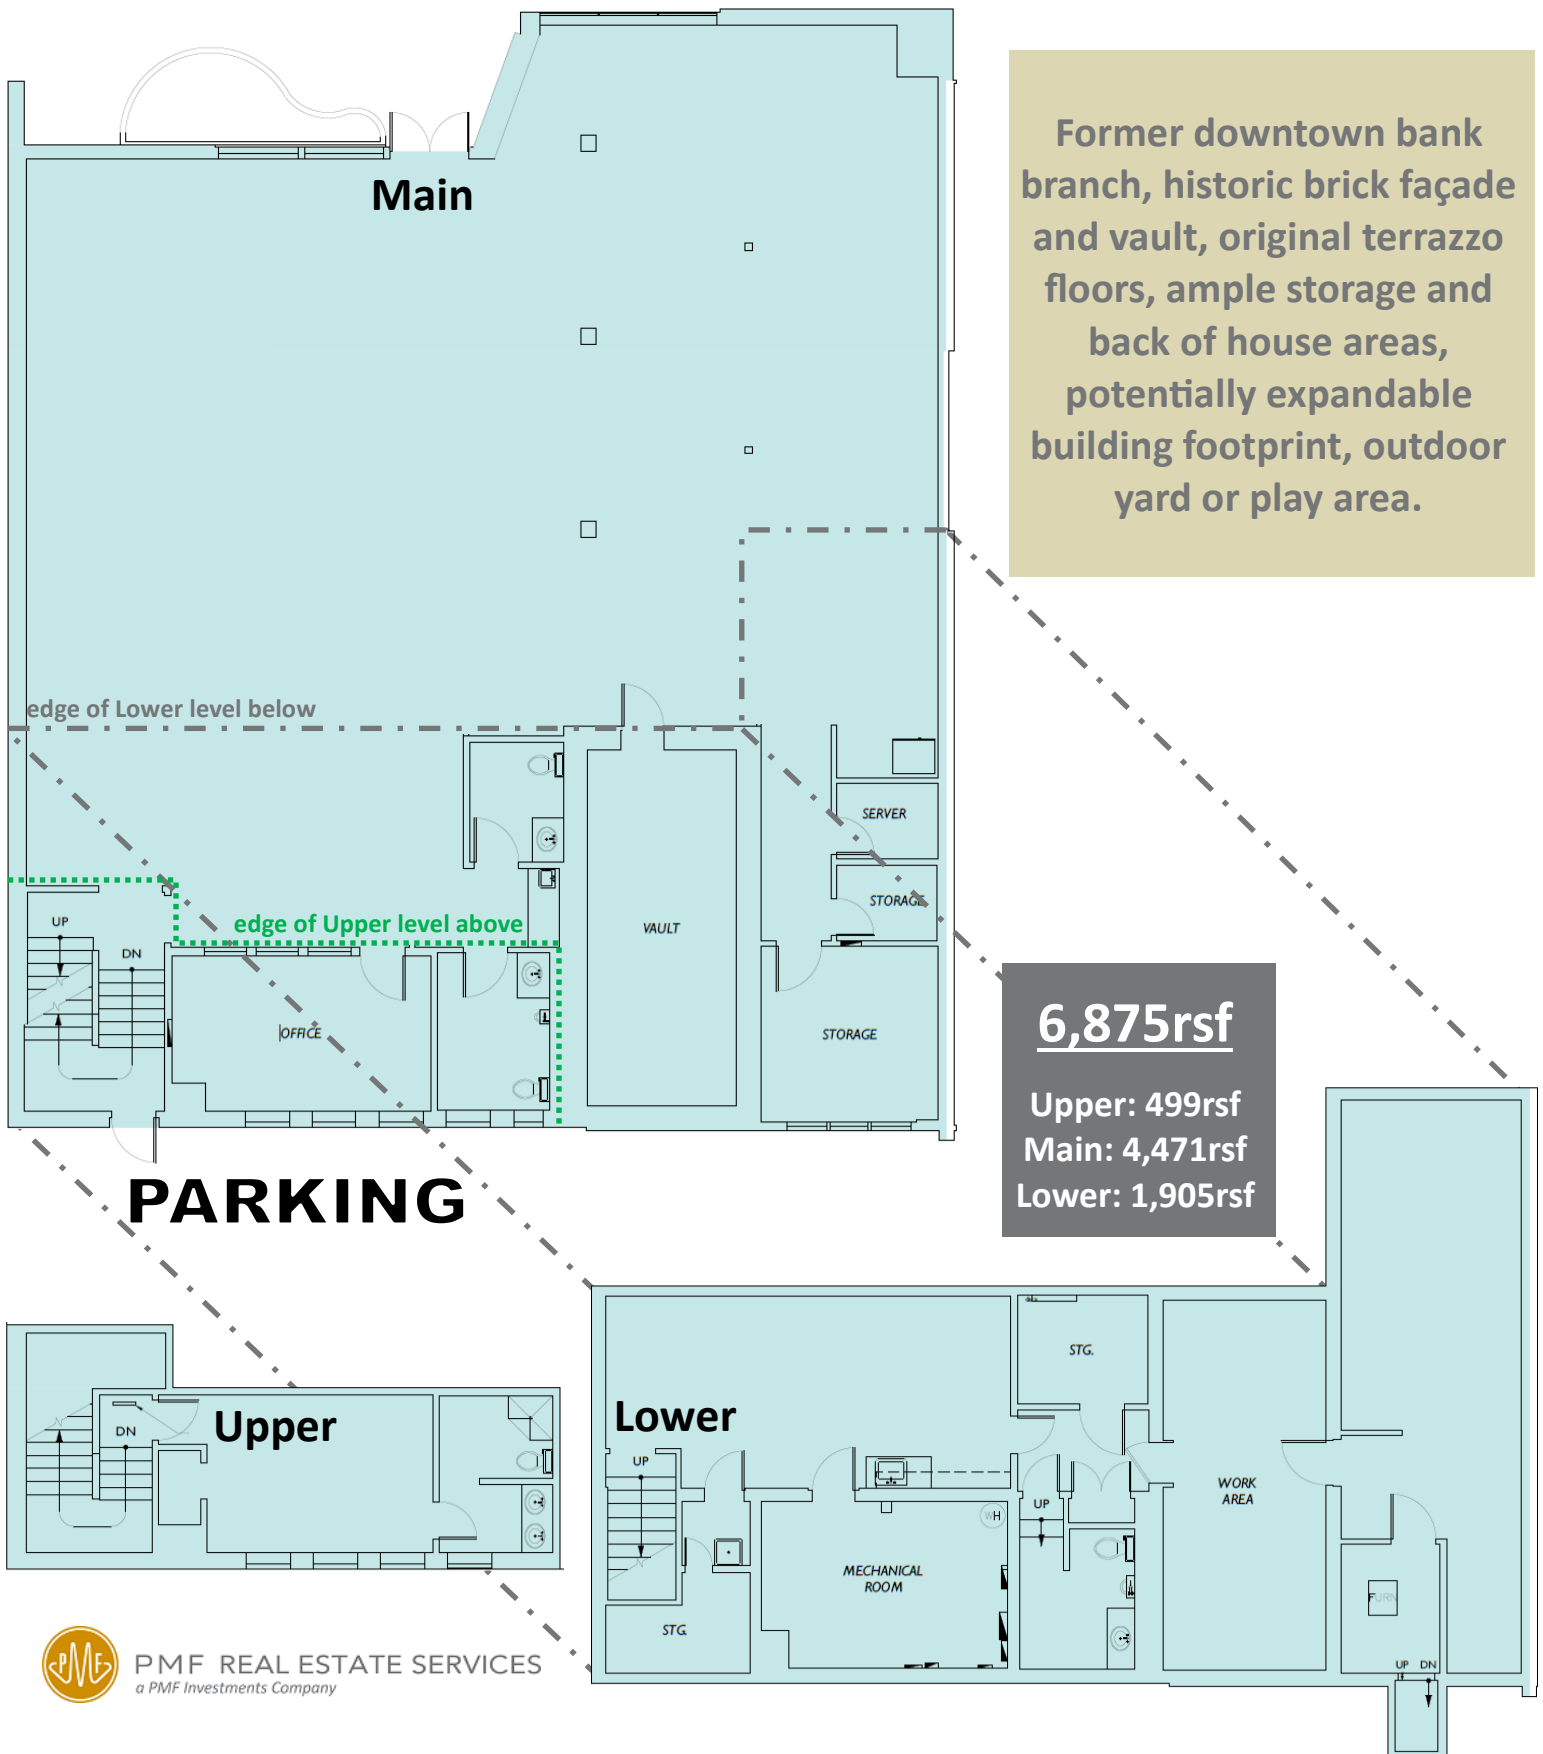 Former downtown bank
branch, historic brick façade
and vault, original terrazzo
floors, ample storage and
back of house areas,
potentially expandable
building footprint, outdoor
yard or play area.
Main
edge of Lower level below
SERVER
STORAGE
UP
edge of Upper level above
VAULT
DN
OFFICE
STORAGE
6,875rsf
Upper: 499rsf
Main: 4,471rsf
Lower: 1,905rsf
PARKING
Upper
DN
Lower
STG.
UP
WORK
AREA
UP
WH
MECHANICAL
ROOM
FURN
STG.
UP DN
PMF
PMF REAL ESTATE SERVICES
a PMF Investments Company